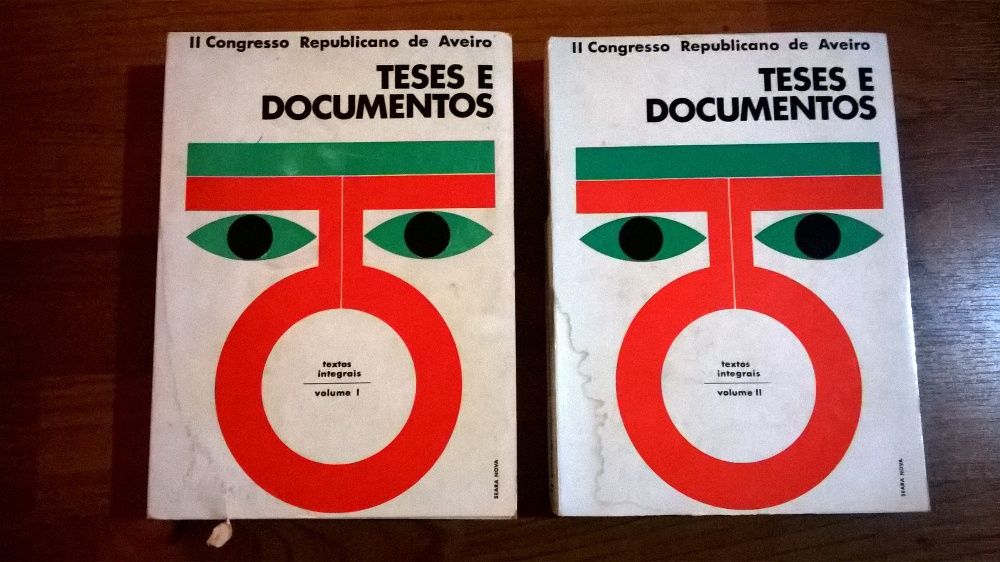 II Congresso Republicano de Aveiro
TESES E
DOCUMENTOS
textos
integrais
volume I
SEARA NOVA
II Congresso Republicano de Aveiro
TESES E
DOCUMENTOS
textos
integrais
volume II
SEARA NOVA